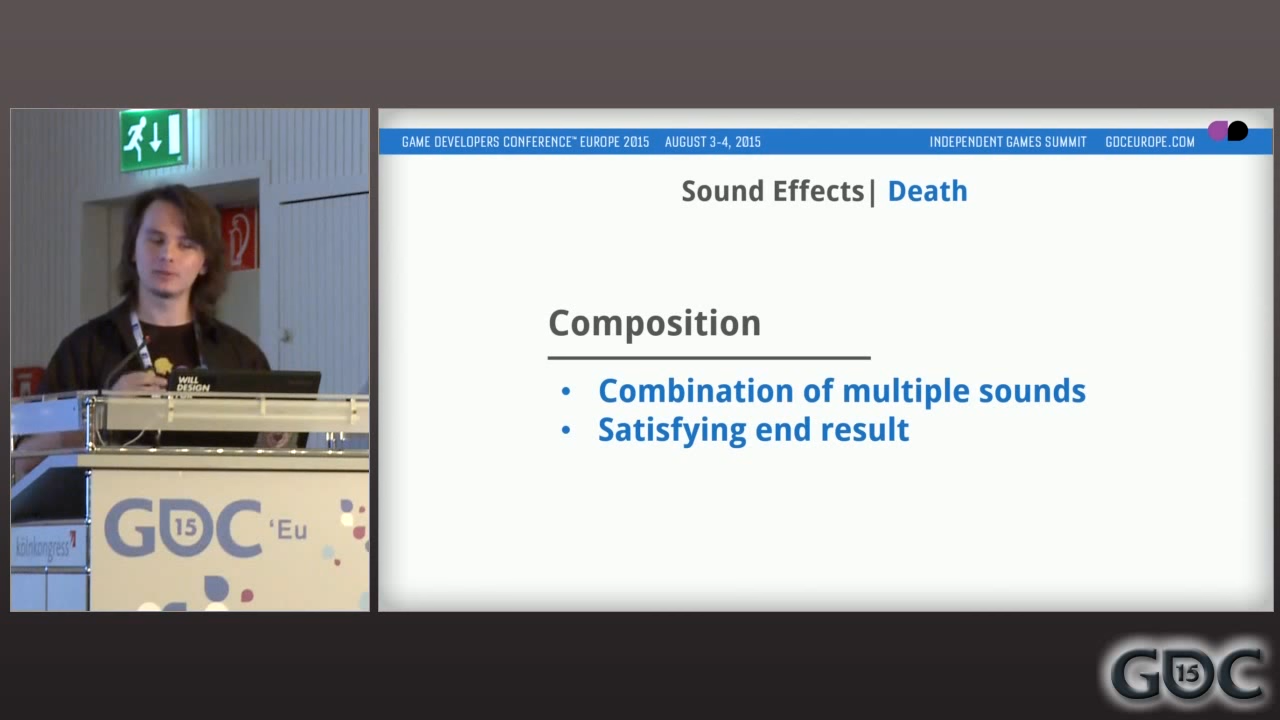 GAME DEVELOPERS CONFERENCE™ EUROPE 2015 AUGUST 3-4, 2015 INDEPENDENT GAMES SUMMIT GDCEUROPE.COM
Sound Effects| Death
Composition
• Combination of multiple sounds
• Satisfying end result
WILL
DESIGN
GDC 15 'Eu
kölnkongress
GDC 15